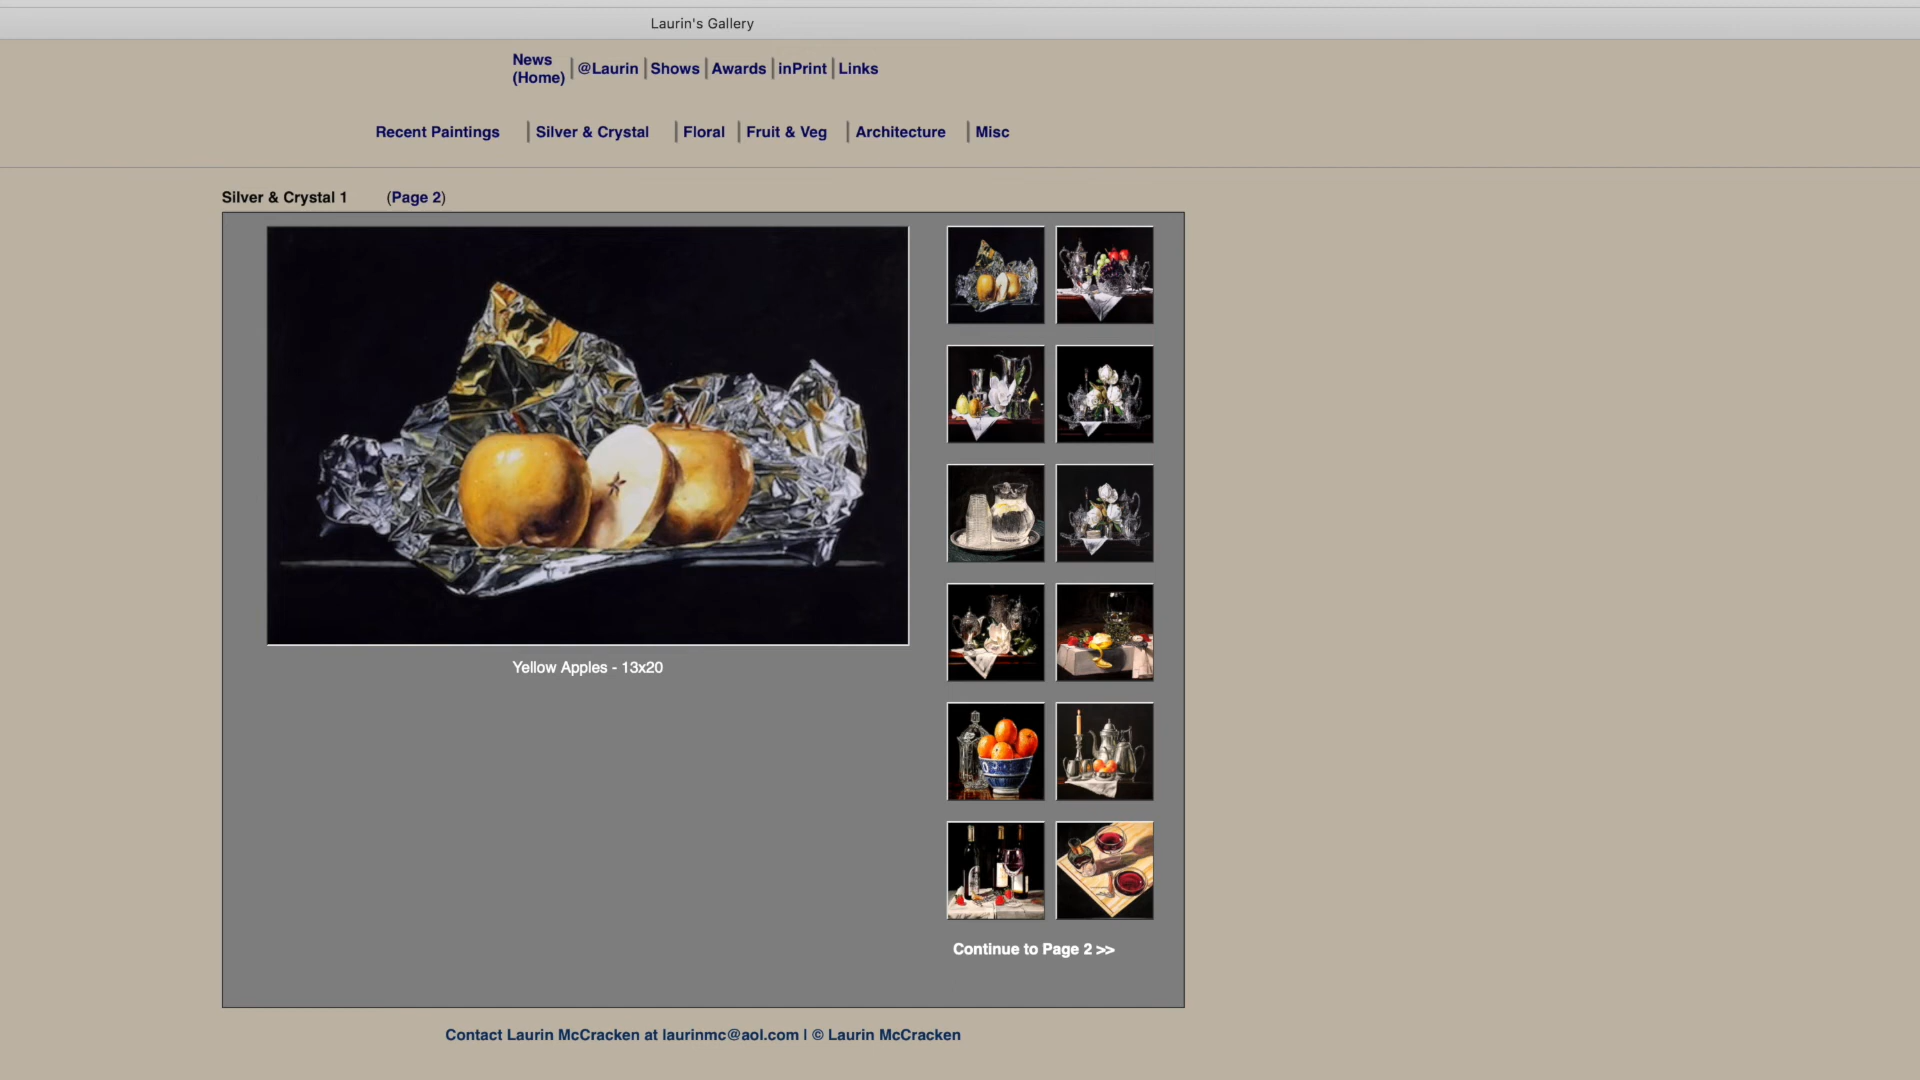 Laurin's Gallery
News
(Home) | @Laurin | Shows | Awards | inPrint | Links
Recent Paintings | Silver & Crystal | Floral | Fruit & Veg | Architecture | Misc
Silver & Crystal 1 (Page 2)
Yellow Apples - 13x20
Continue to Page 2 >>
Contact Laurin McCracken at laurinmc@aol.com | © Laurin McCracken